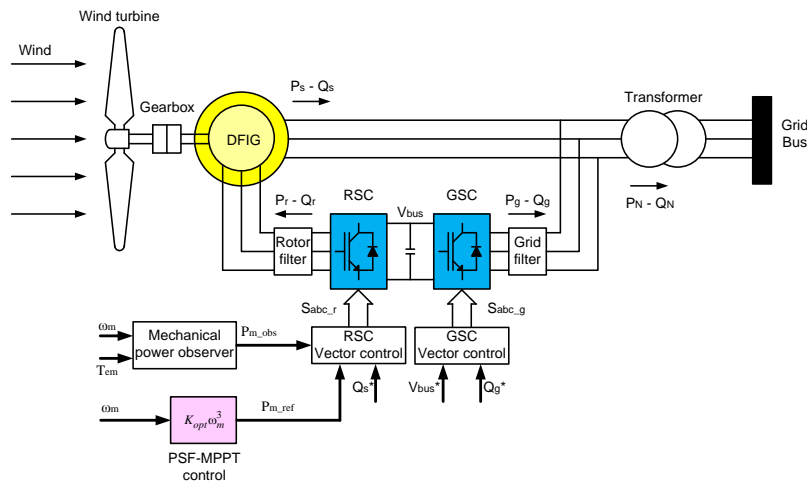 Wind turbine
Wind
Gearbox
DFIG
Ps - Qs
Transformer
Grid
Bus
PN - QN
Pr - Qr
RSC
Vbus
GSC
Pg - Qg
Rotor
filter
Grid
filter
Sabc_r
Sabc_g
ωm
Tem
Mechanical
power observer
Pm_obs
RSC
Vector control
GSC
Vector control
Qs*
Vbus*
Qg*
ωm
Kopt ωm³
Pm_ref
PSF-MPPT
control